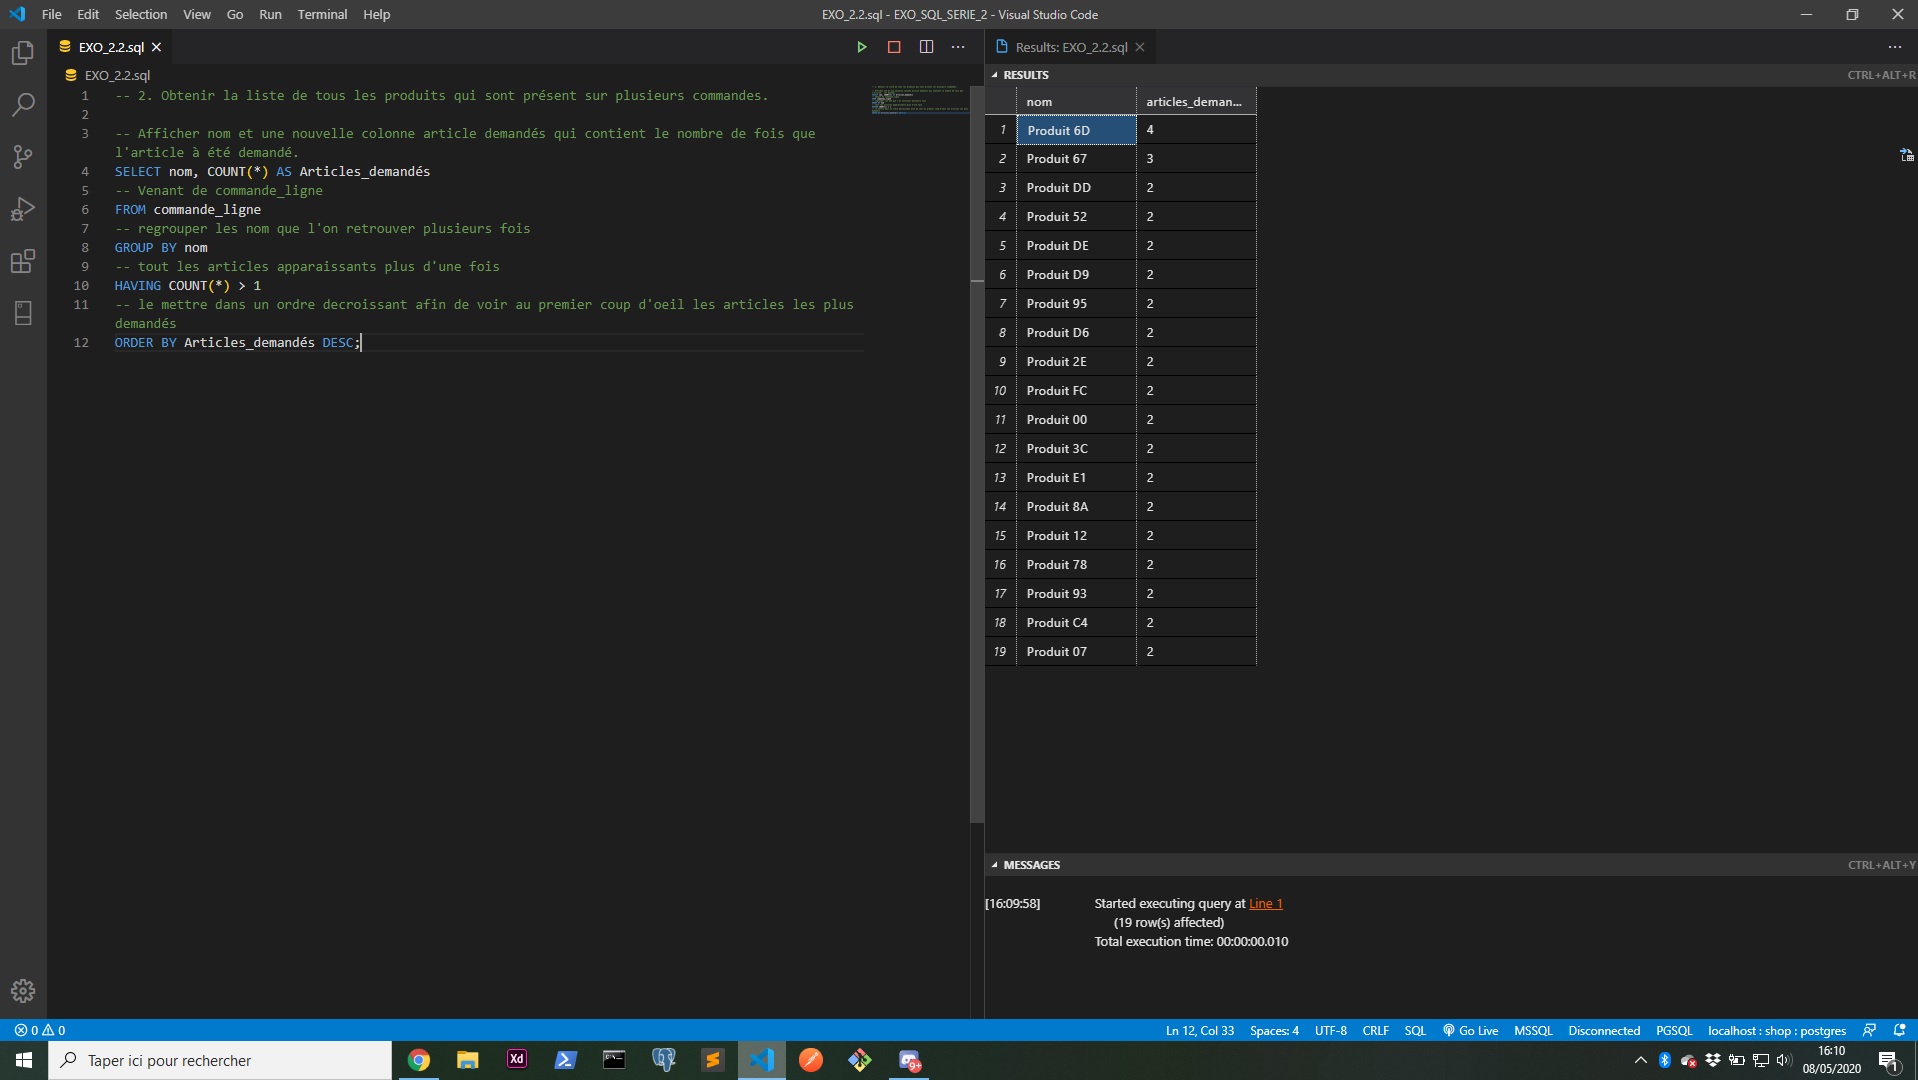 File Edit Selection View Go Run Terminal Help
EXO_2.2.sql - EXO_SQL_SERIE_2 - Visual Studio Code
EXO_2.2.sql
EXO_2.2.sql
1 -- 2. Obtenir la liste de tous les produits qui sont présent sur plusieurs commandes.
2
3 -- Afficher nom et une nouvelle colonne article demandés qui contient le nombre de fois que
l'article à été demandé.
4 SELECT nom, COUNT(*) AS Articles_demandés
5 -- Venant de commande_ligne
6 FROM commande_ligne
7 -- regrouper les nom que l'on retrouver plusieurs fois
8 GROUP BY nom
9 -- tout les articles apparaissants plus d'une fois
10 HAVING COUNT(*) > 1
11 -- le mettre dans un ordre decroissant afin de voir au premier coup d'oeil les articles les plus
demandés
12 ORDER BY Articles_demandés DESC;
Results: EXO_2.2.sql
RESULTS CTRL+ALT+R
nom articles_deman...
1 Produit 6D 4
2 Produit 67 3
3 Produit DD 2
4 Produit 52 2
5 Produit DE 2
6 Produit D9 2
7 Produit 95 2
8 Produit D6 2
9 Produit 2E 2
10 Produit FC 2
11 Produit 00 2
12 Produit 3C 2
13 Produit E1 2
14 Produit 8A 2
15 Produit 12 2
16 Produit 78 2
17 Produit 93 2
18 Produit C4 2
19 Produit 07 2
MESSAGES CTRL+ALT+Y
[16:09:58] Started executing query at Line 1
(19 row(s) affected)
Total execution time: 00:00:00.010
0 0 Ln 12, Col 33 Spaces: 4 UTF-8 CRLF SQL Go Live MSSQL Disconnected PGSQL localhost : shop : postgres
Taper ici pour rechercher
Xd
9+
16:10
08/05/2020
1